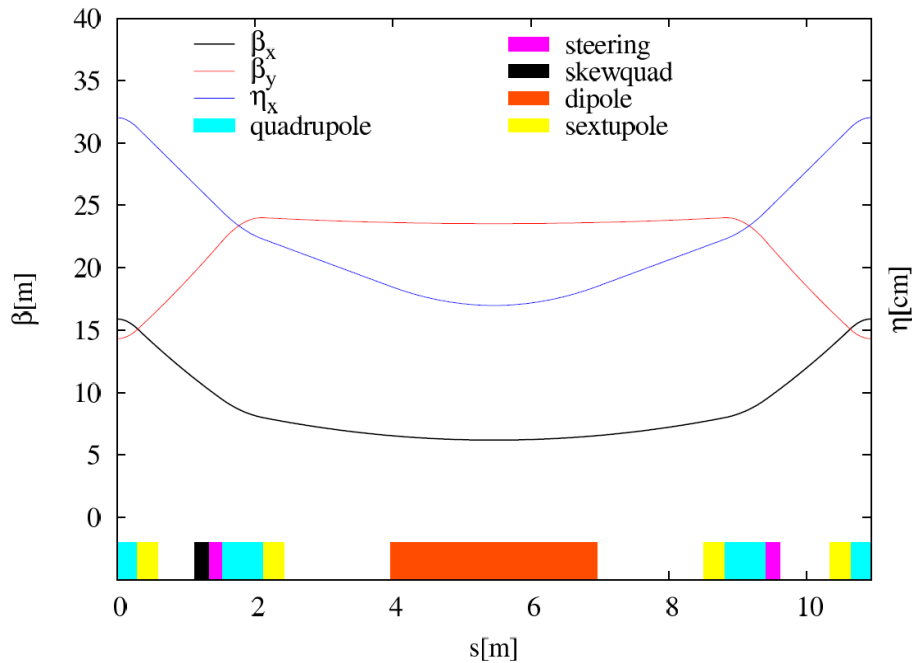 40
35
30
25
20
15
10
5
0
β[m]
βx
βy
ηx
quadrupole
steering
skewquad
dipole
sextupole
η[cm]
0 2 4 6 8 10
s[m]